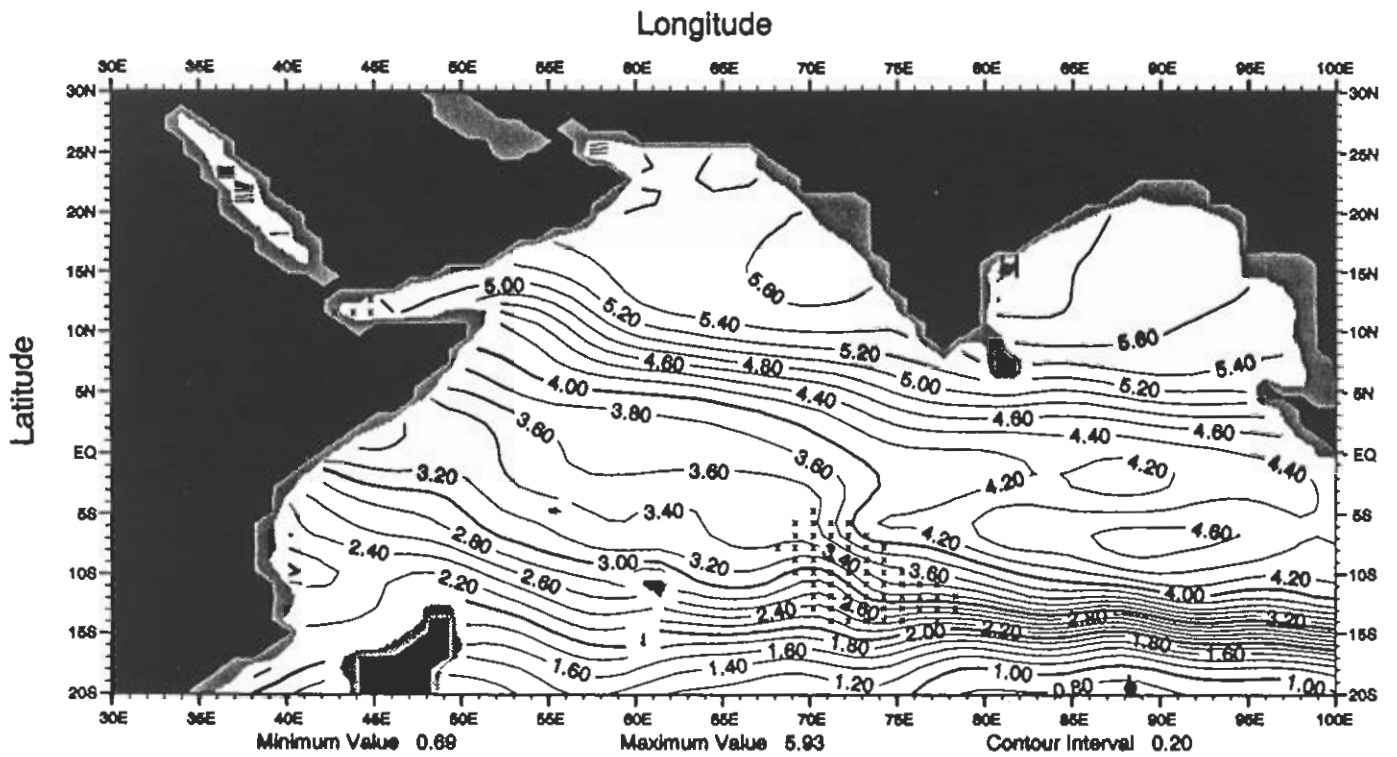 Longitude
30E 35E 40E 45E 50E 55E 60E 65E 70E 75E 80E 85E 90E 95E 100E
30N 30N
25N 25N
20N 20N
15N 15N
5.60
5.00
5.20
5.40
10N 10N
5.60
5.20
4.60 4.80 5.00 5.40
Latitude
4.00 4.40 5.20
5N 5N
3.80 4.60 4.60
3.60 4.40
EQ EQ
3.20 3.60 3.60 4.20 4.20 4.40
5S 5S
3.40 4.60
2.80 4.20
2.40 3.00 3.20 3.40 3.60
10S 10S
2.20 2.60 4.20
4.00
2.40 2.60 2.80 3.20
15S 15S
1.60 1.80 2.00 2.20 1.80 1.60
1.60 1.40 1.20 1.00 0.80 1.00
20S 20S
30E 35E 40E 45E 50E 55E 60E 65E 70E 75E 80E 85E 90E 95E 100E
Minimum Value 0.69 Maximum Value 5.93 Contour Interval 0.20